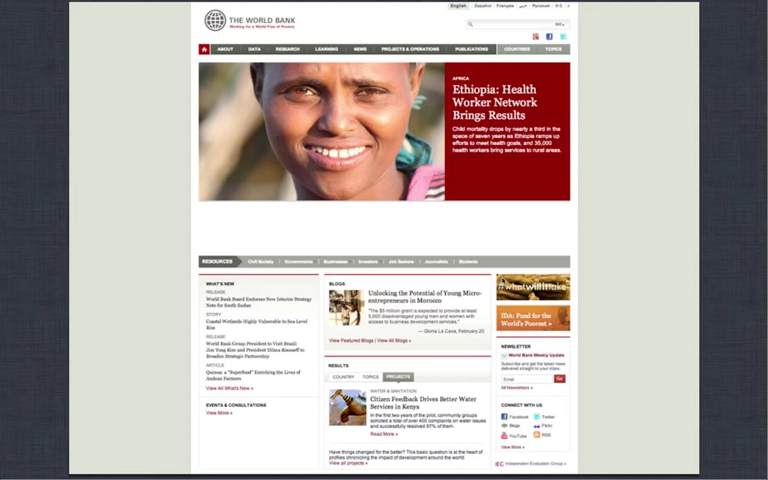 English Español Français عربي Русский 中文
THE WORLD BANK
Working for a World Free of Poverty
ABOUT DATA RESEARCH LEARNING NEWS PROJECTS & OPERATIONS PUBLICATIONS COUNTRIES TOPICS
AFRICA
Ethiopia: Health
Worker Network
Brings Results
Child mortality drops by nearly a third in the
space of seven years as Ethiopia ramps up
efforts to meet health goals, and 35,000
health workers bring services to rural areas.
RESOURCES Civil Society Governments Businesses Investors Job Seekers Journalists Students
WHAT'S NEW
RELEASE
World Bank Board Endorses New Interim Strategy
Note for South Sudan
STORY
Coastal Wetlands Highly Vulnerable to Sea-Level
Rise
RELEASE
World Bank Group President to Visit Brazil:
Jim Yong Kim and President Dilma Rousseff to
Broaden Strategic Partnership
ARTICLE
Quinoa: a "Superfood" Enriching the Lives of
Andean Farmers
View All What's New »
EVENTS & CONSULTATIONS
View More »
BLOGS
Unlocking the Potential of Young Micro-
entrepreneurs in Morocco
"The $5 million grant is expected to provide at least
5,000 disadvantaged young men and women with
access to business development services."
— Gloria La Cava, February 20
View Featured Blogs | View All Blogs »
RESULTS
COUNTRY TOPICS PROJECTS
WATER & SANITATION
Citizen Feedback Drives Better Water
Services in Kenya
In the first two years of the pilot, community groups
solicited a total of over 400 complaints on water issues
and successfully resolved 97% of them.
Read More »
Have things changed for the better? This basic question is at the heart of
profiles chronicling the impact of development around the world.
View all projects »
#whatwillittake
IDA: Fund for the
World's Poorest »
NEWSLETTER
World Bank Weekly Update
Subscribe and get the latest news
delivered straight to your inbox.
Email Go
All Newsletters »
CONNECT WITH US
Facebook Twitter
Blogs Flickr
YouTube RSS
View More »
IEG Independent Evaluation Group »